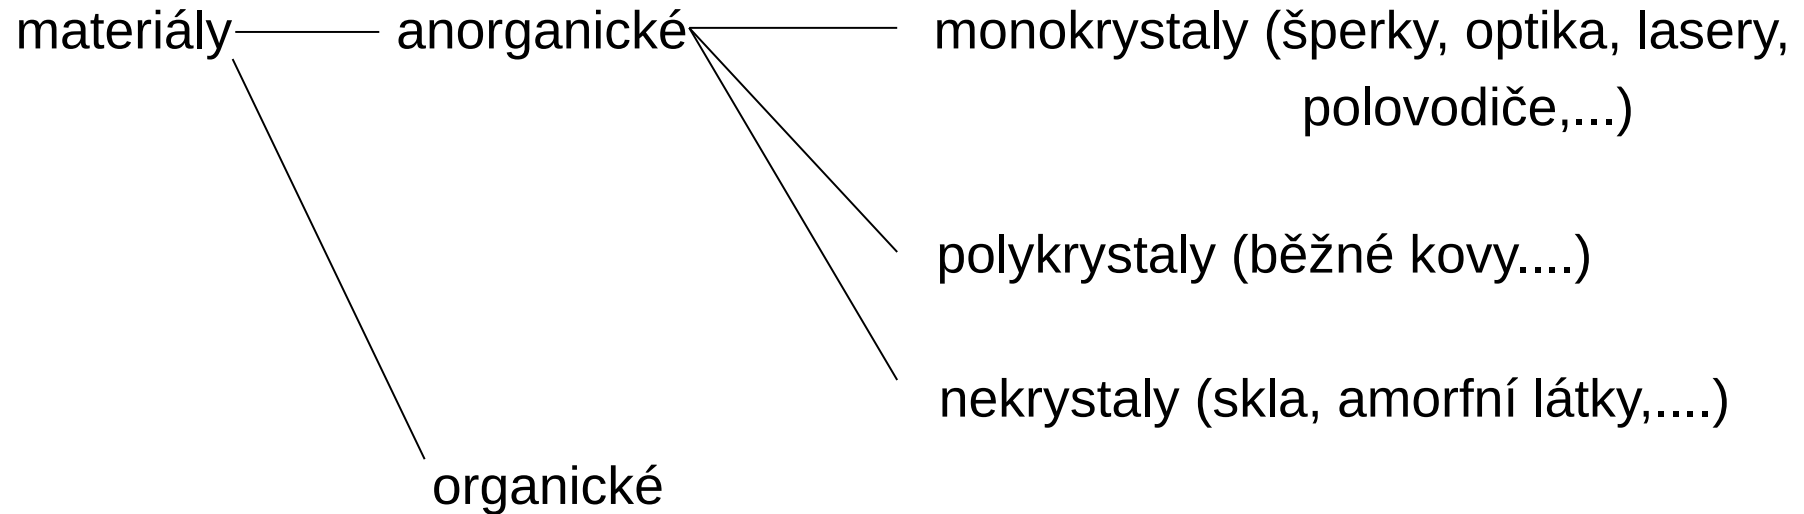 materiály anorganické monokrystaly (šperky, optika, lasery,
polovodiče,...)
polykrystaly (běžné kovy....)
nekrystaly (skla, amorfní látky,....)
organické